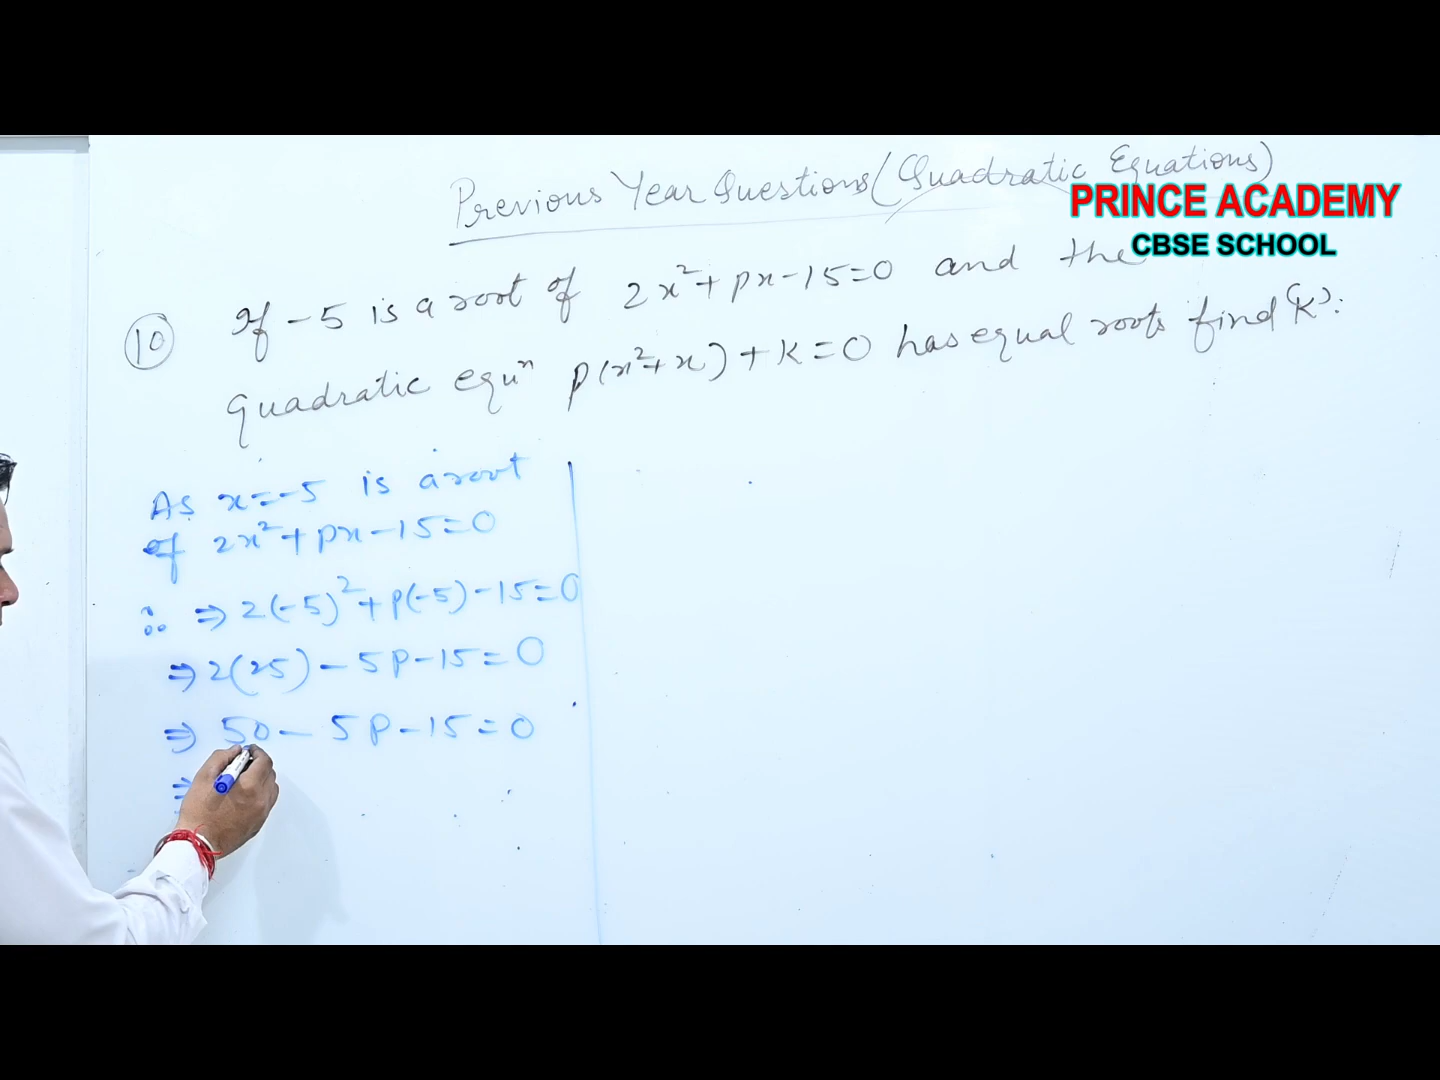 Previous Year Questions (Quadratic Equations)
PRINCE ACADEMY
CBSE SCHOOL
10 If -5 is a root of 2x²+px-15=0 and the
Quadratic equⁿ p(x²+x)+k=0 has equal roots find 'k'.
As x=-5 is a root
of 2x²+px-15=0
∴ ⇒ 2(-5)²+p(-5)-15=0
⇒ 2(25)-5p-15=0
⇒ 50-5p-15=0
⇒